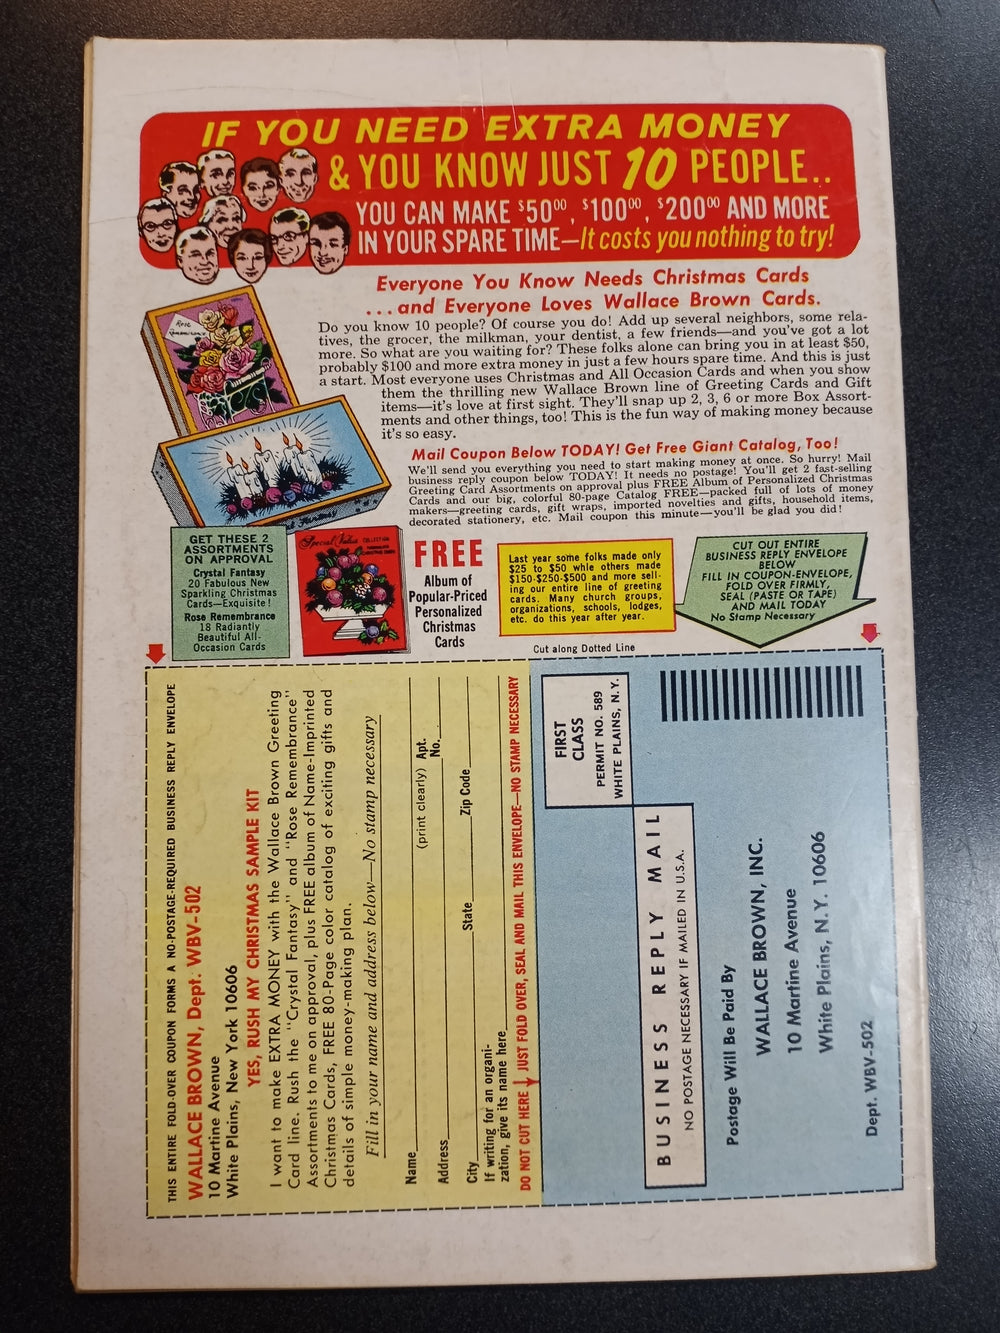 IF YOU NEED EXTRA MONEY
& YOU KNOW JUST 10 PEOPLE..
YOU CAN MAKE $50⁰⁰, $100⁰⁰, $200⁰⁰ AND MORE
IN YOUR SPARE TIME—It costs you nothing to try!
Everyone You Know Needs Christmas Cards
...and Everyone Loves Wallace Brown Cards.
Do you know 10 people? Of course you do! Add up several neighbors, some rela-
tives, the grocer, the milkman, your dentist, a few friends—and you've got a lot
more. So what are you waiting for? These folks alone can bring you in at least $50,
probably $100 and more extra money in just a few hours spare time. And this is just
a start. Most everyone uses Christmas and All Occasion Cards and when you show
them the thrilling new Wallace Brown line of Greeting Cards and Gift
items—it's love at first sight. They'll snap up 2, 3, 6 or more Box Assort-
ments and other things, too! This is the fun way of making money because
it's so easy.
Rose
Remembrance
Mail Coupon Below TODAY! Get Free Giant Catalog, Too!
We'll send you everything you need to start making money at once. So hurry! Mail
business reply coupon below TODAY! It needs no postage! You'll get 2 fast-selling
Greeting Card Assortments on approval plus FREE Album of Personalized Christmas
Cards and our big, colorful 80-page Catalog FREE—packed full of lots of money
makers—greeting cards, gift wraps, imported novelties and gifts, household items,
decorated stationery, etc. Mail coupon this minute—you'll be glad you did!
GET THESE 2
ASSORTMENTS
ON APPROVAL
Crystal Fantasy
20 Fabulous New
Sparkling Christmas
Cards—Exquisite!
Rose Remembrance
18 Radiantly
Beautiful All-
Occasion Cards
Special Value COLLECTION
FREE
Album of
Popular-Priced
Personalized
Christmas
Cards
Last year some folks made only
$25 to $50 whle others made
$150-$250-$500 and more sell-
ing our entire line of greeting
cards. Many church groups,
organizations, schools, lodges,
etc. do this year after year.
CUT OUT ENTIRE
BUSINESS REPLY ENVELOPE
BELOW
FILL IN COUPON-ENVELOPE,
FOLD OVER FIRMLY,
SEAL (PASTE OR TAPE)
AND MAIL TODAY
No Stamp Necessary
Cut along Dotted Line
THIS ENTIRE FOLD-OVER COUPON FORMS A NO-POSTAGE-REQUIRED BUSINESS REPLY ENVELOPE
WALLACE BROWN, Dept. WBV-502
10 Martine Avenue
White Plains, New York 10606
YES, RUSH MY CHRISTMAS SAMPLE KIT
I want to make EXTRA MONEY with the Wallace Brown Greeting
Card line. Rush the "Crystal Fantasy" and "Rose Remembrance"
Assortments to me on approval, plus FREE album of Name-Imprinted
Christmas Cards, FREE 80-Page color catalog of exciting gifts and
details of simple money-making plan.
Fill in your name and address below—No stamp necessary
Name (print clearly)
Address Apt. No.
City State Zip Code
If writing for an organi-
zation, give its name here
DO NOT CUT HERE JUST FOLD OVER, SEAL AND MAIL THIS ENVELOPE—NO STAMP NECESSARY
FIRST
CLASS
PERMIT NO. 589
WHITE PLAINS, N.Y.
BUSINESS REPLY MAIL
NO POSTAGE NECESSARY IF MAILED IN U.S.A.
Postage Will Be Paid By
WALLACE BROWN, INC.
10 Martine Avenue
White Plains, N.Y. 10606
Dept. WBV-502